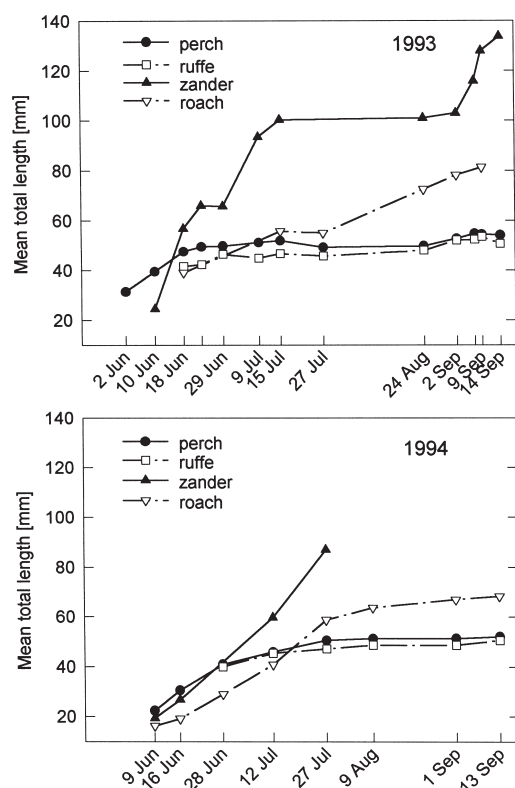 140
120
100
80
60
40
20
Mean total length [mm]
perch
ruffe
zander
roach
1993
2 Jun
10 Jun
18 Jun
29 Jun
9 Jul
15 Jul
27 Jul
24 Aug
2 Sep
9 Sep
14 Sep
140
120
100
80
60
40
20
Mean total length [mm]
perch
ruffe
zander
roach
1994
9 Jun
16 Jun
28 Jun
12 Jul
27 Jul
9 Aug
1 Sep
13 Sep